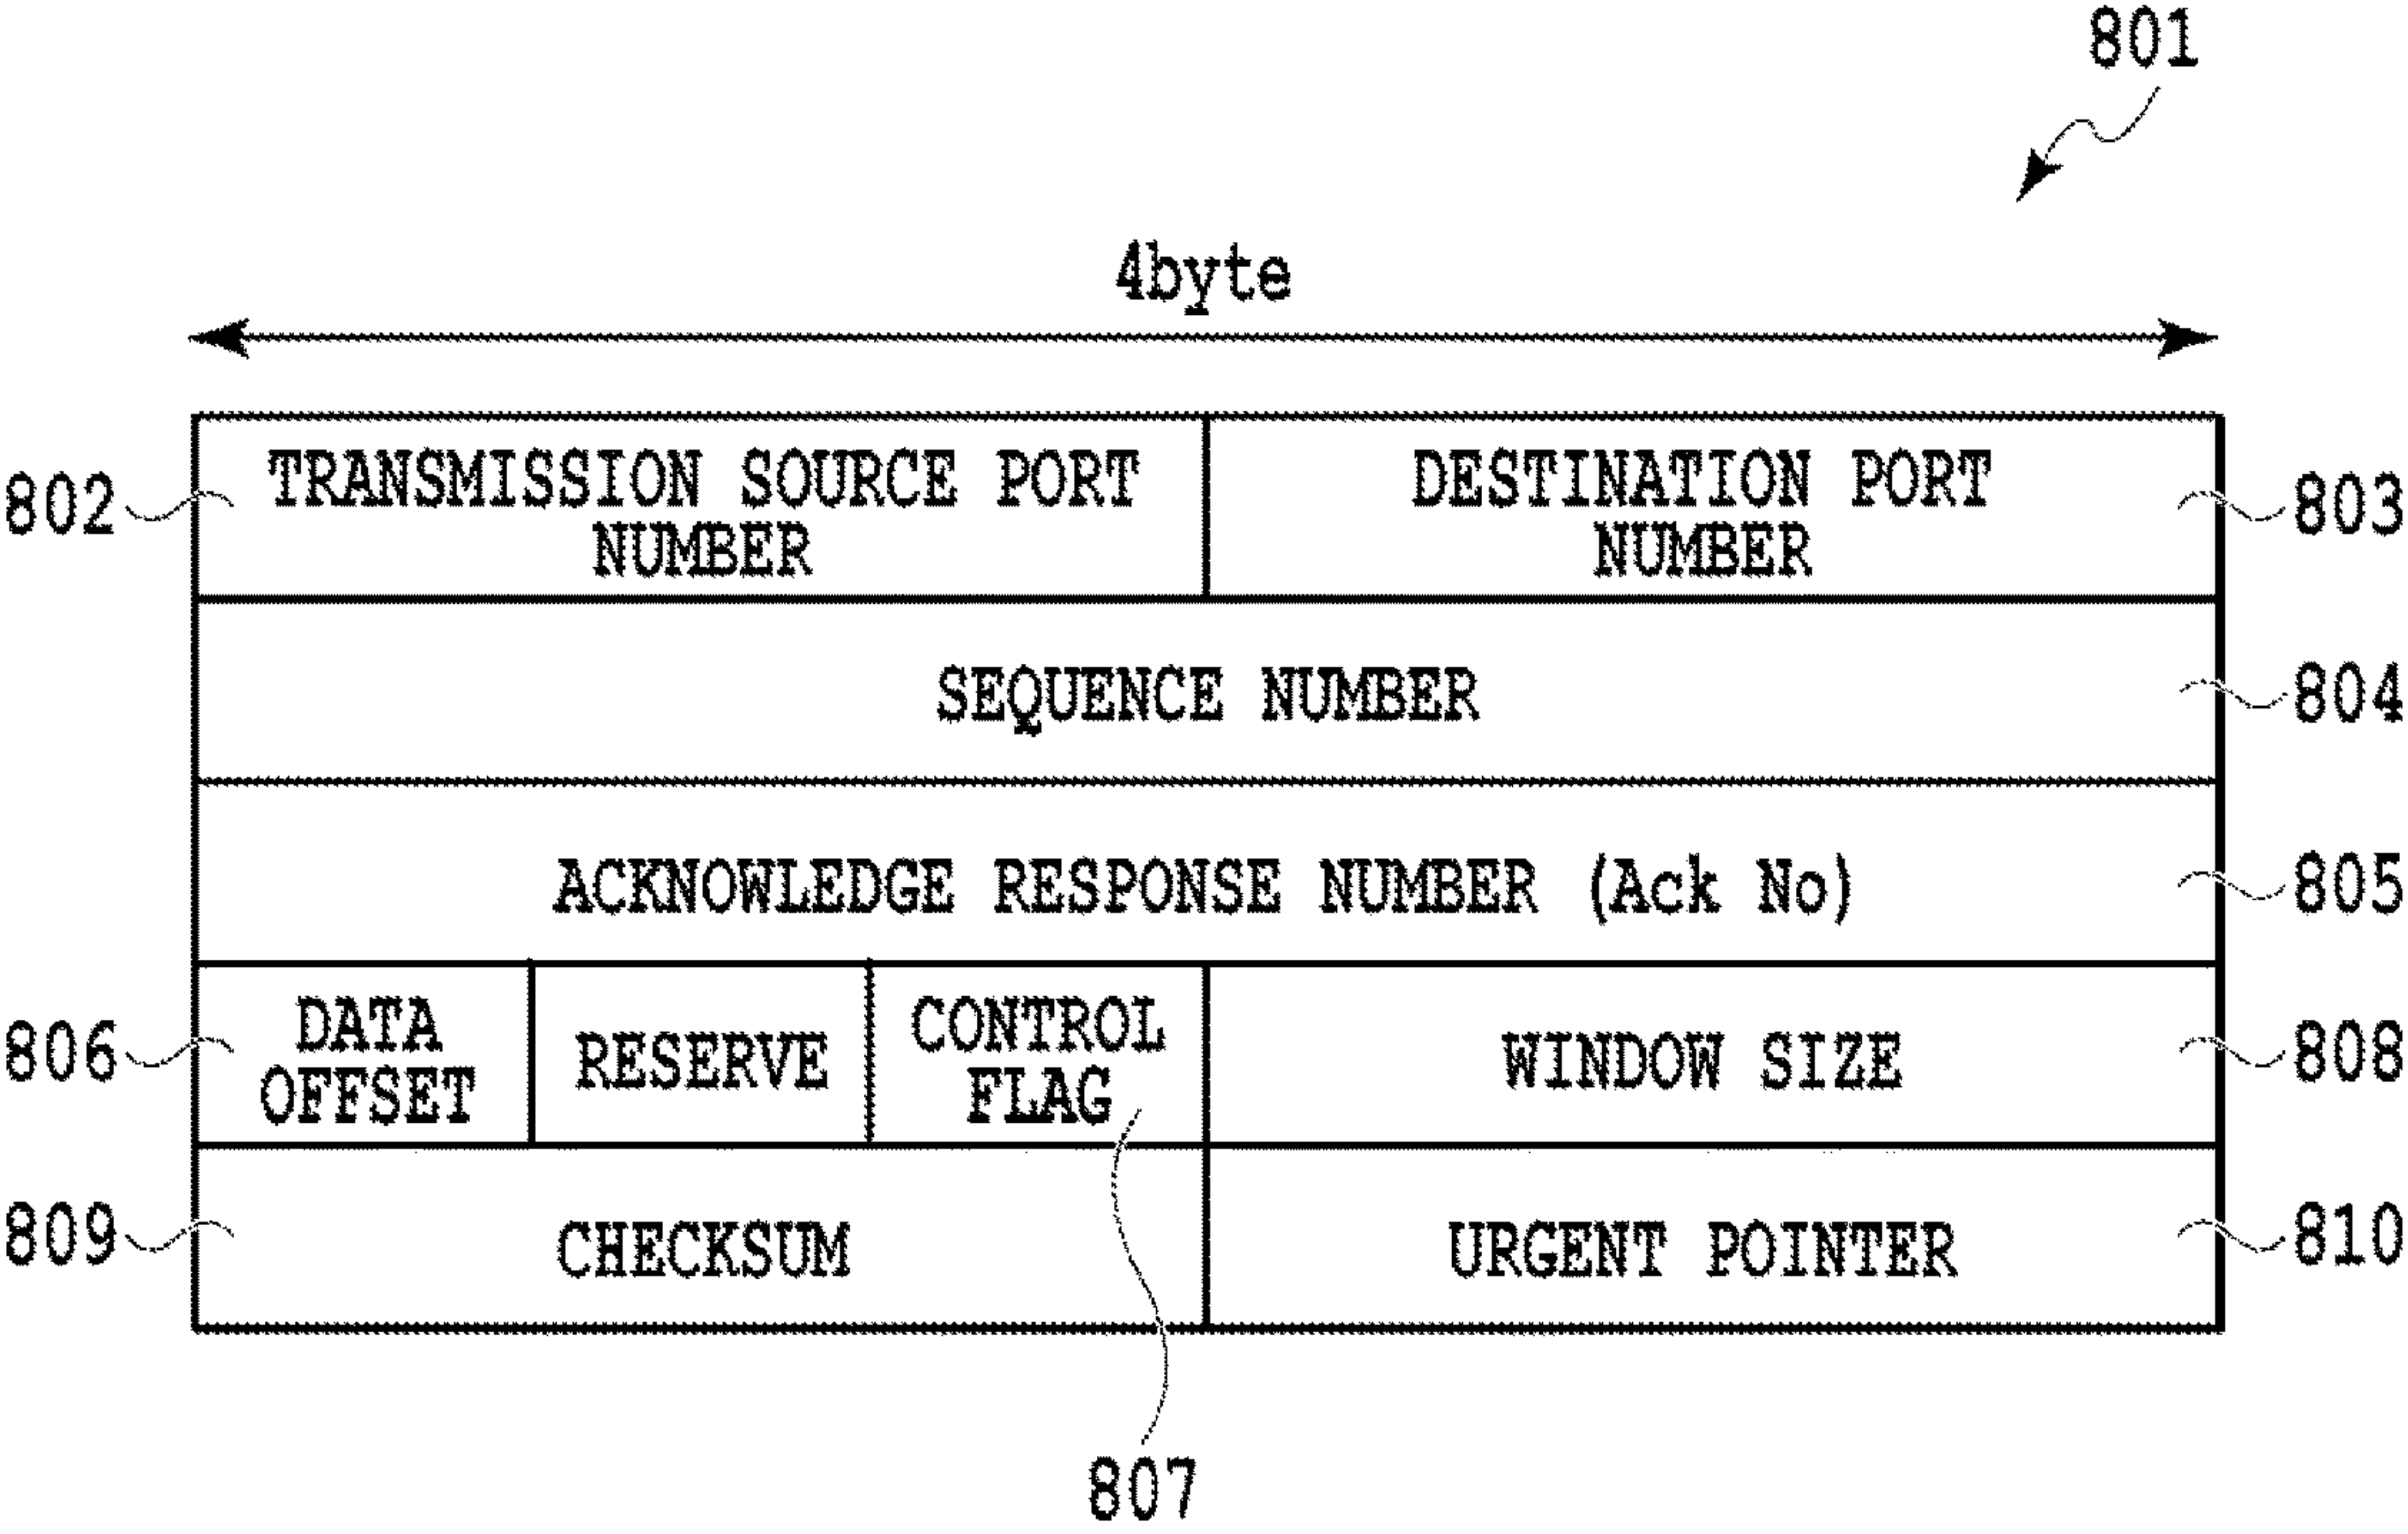 801
4byte
802
TRANSMISSION SOURCE PORT
NUMBER
DESTINATION PORT
NUMBER
803
SEQUENCE NUMBER
804
ACKNOWLEDGE RESPONSE NUMBER (Ack No)
805
806
DATA
OFFSET
RESERVE
CONTROL
FLAG
WINDOW SIZE
808
809
CHECKSUM
URGENT POINTER
810
807